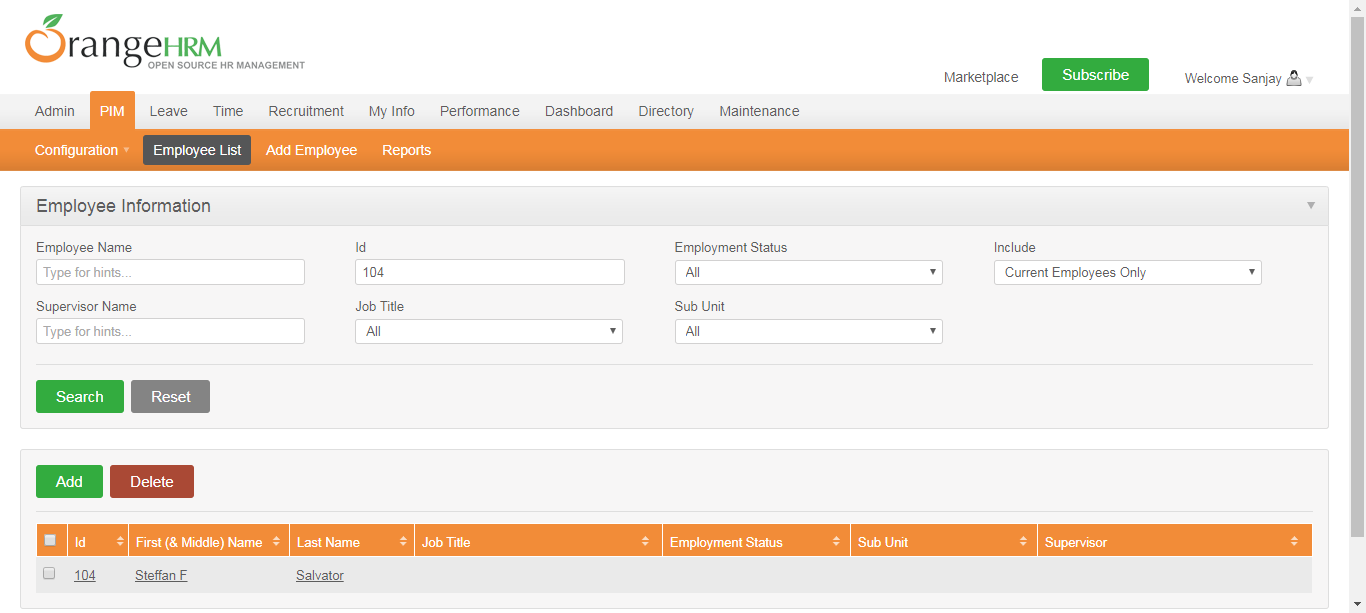 OrangeHRM
OPEN SOURCE HR MANAGEMENT
Marketplace Subscribe Welcome Sanjay
Admin PIM Leave Time Recruitment My Info Performance Dashboard Directory Maintenance
Configuration Employee List Add Employee Reports
Employee Information
Employee Name Id Employment Status Include
Type for hints... 104 All Current Employees Only
Supervisor Name Job Title Sub Unit
Type for hints... All All
Search Reset
Add Delete
Id First (& Middle) Name Last Name Job Title Employment Status Sub Unit Supervisor
104 Steffan F Salvator